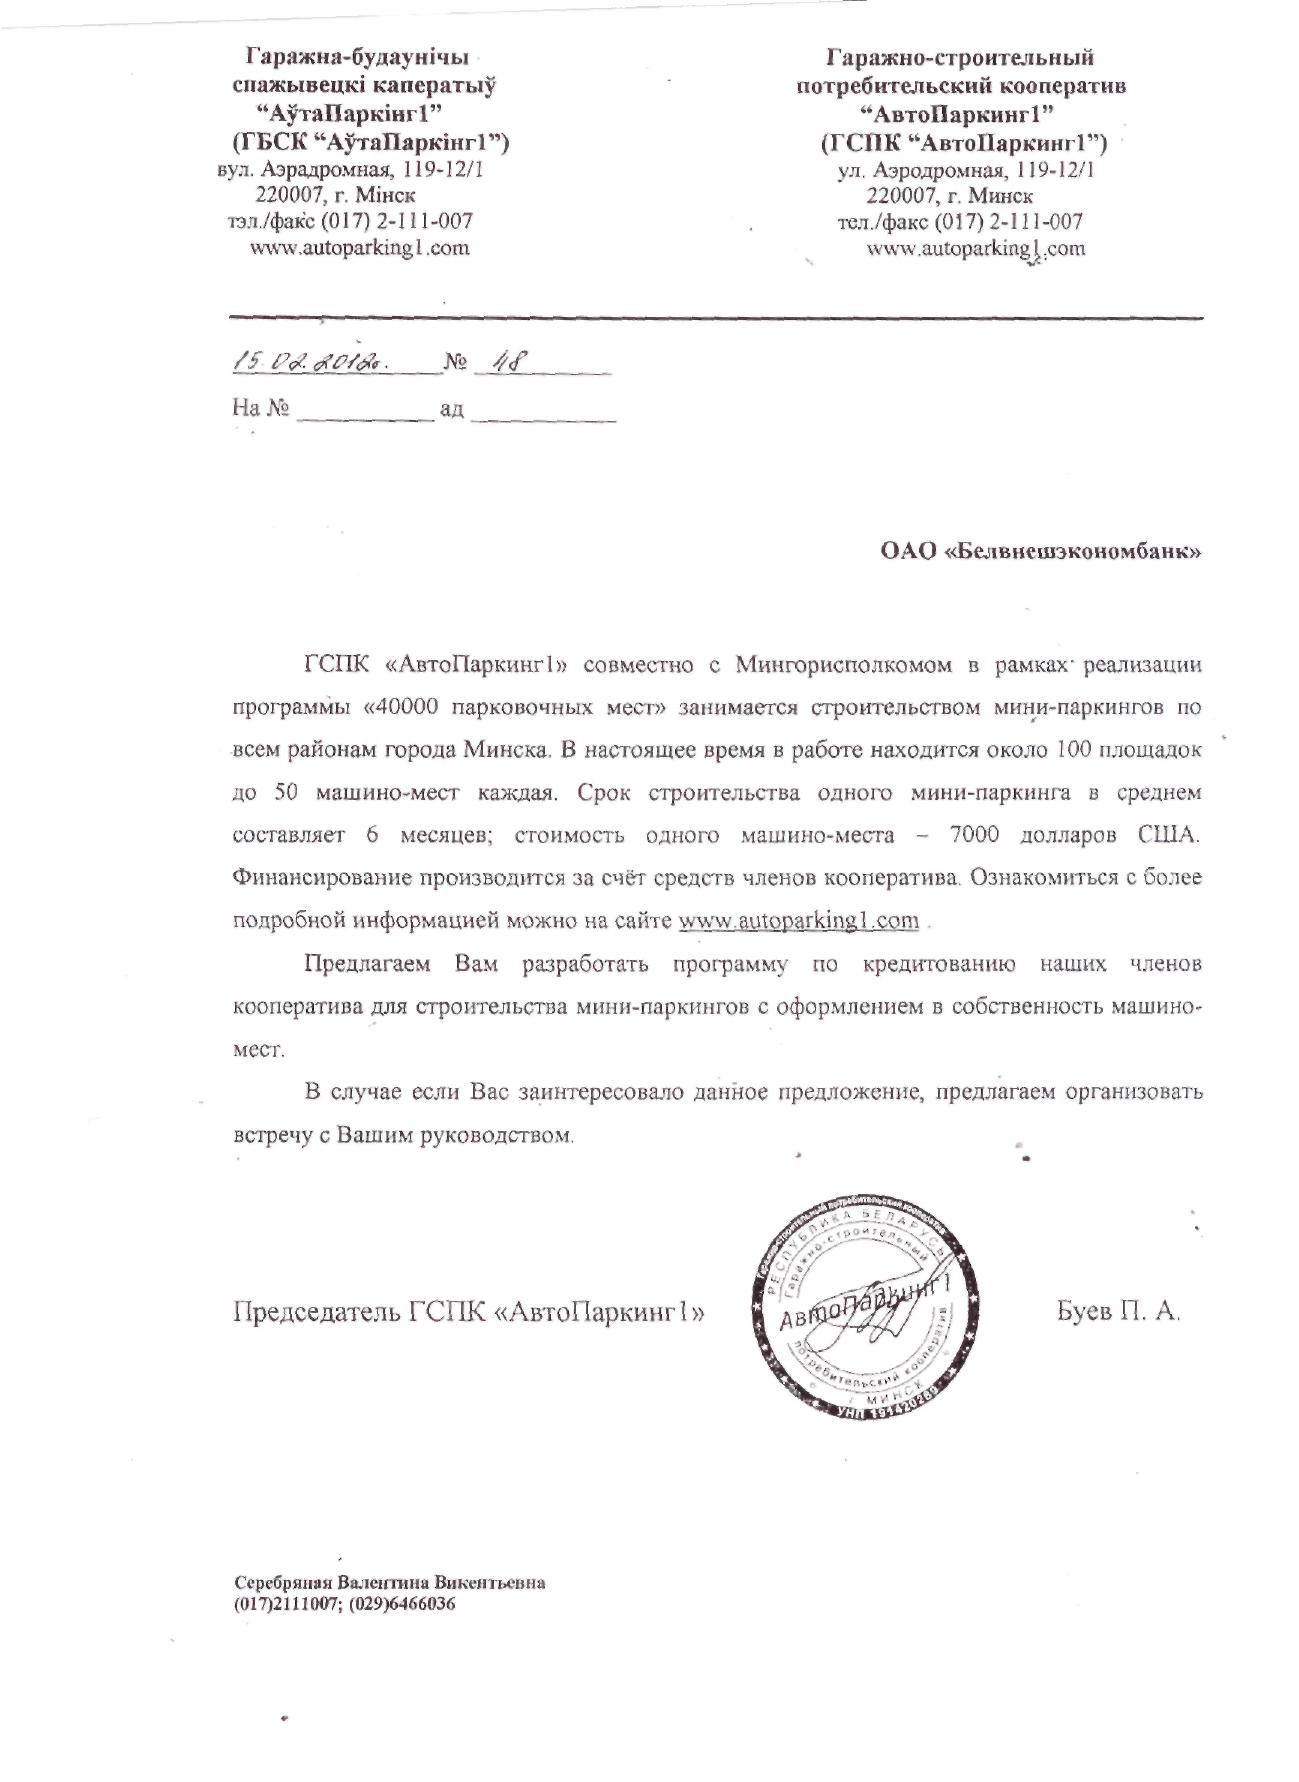 Гаражна-будаунічы
спажывецкі каператыў
“АўтаПаркінг1”
(ГБСК “АўтаПаркінг1”)
вул. Аэрадромная, 119-12/1
220007, г. Мінск
тэл./факс (017) 2-111-007
www.autoparking1.com
Гаражно-строительный
потребительский кооператив
“АвтоПаркинг1”
(ГСПК “АвтоПаркинг1”)
ул. Аэродромная, 119-12/1
220007, г. Минск
тел./факс (017) 2-111-007
www.autoparking1.com
15.02.2012г. № 48
На № __________ ад __________
ОАО «Белвнешэкономбанк»
ГСПК «АвтоПаркинг1» совместно с Мингорисполкомом в рамках реализации
программы «40000 парковочных мест» занимается строительством мини-паркингов по
всем районам города Минска. В настоящее время в работе находится около 100 площадок
до 50 машино-мест каждая. Срок строительства одного мини-паркинга в среднем
составляет 6 месяцев; стоимость одного машино-места – 7000 долларов США.
Финансирование производится за счёт средств членов кооператива. Ознакомиться с более
подробной информацией можно на сайте www.autoparking1.com .
Предлагаем Вам разработать программу по кредитованию наших членов
кооператива для строительства мини-паркингов с оформлением в собственность машино-
мест.
В случае если Вас заинтересовало данное предложение, предлагаем организовать
встречу с Вашим руководством.
Председатель ГСПК «АвтоПаркинг1»
Гаражно-строительный потребительский кооператив
РЕСПУБЛИКА БЕЛАРУСЬ
Гаражно-строительный
АвтоПаркинг1
потребительский кооператив
г. МИНСК
УНП 191420269
Буев П. А.
Серебряная Валентина Викентьевна
(017)2111007; (029)6466036